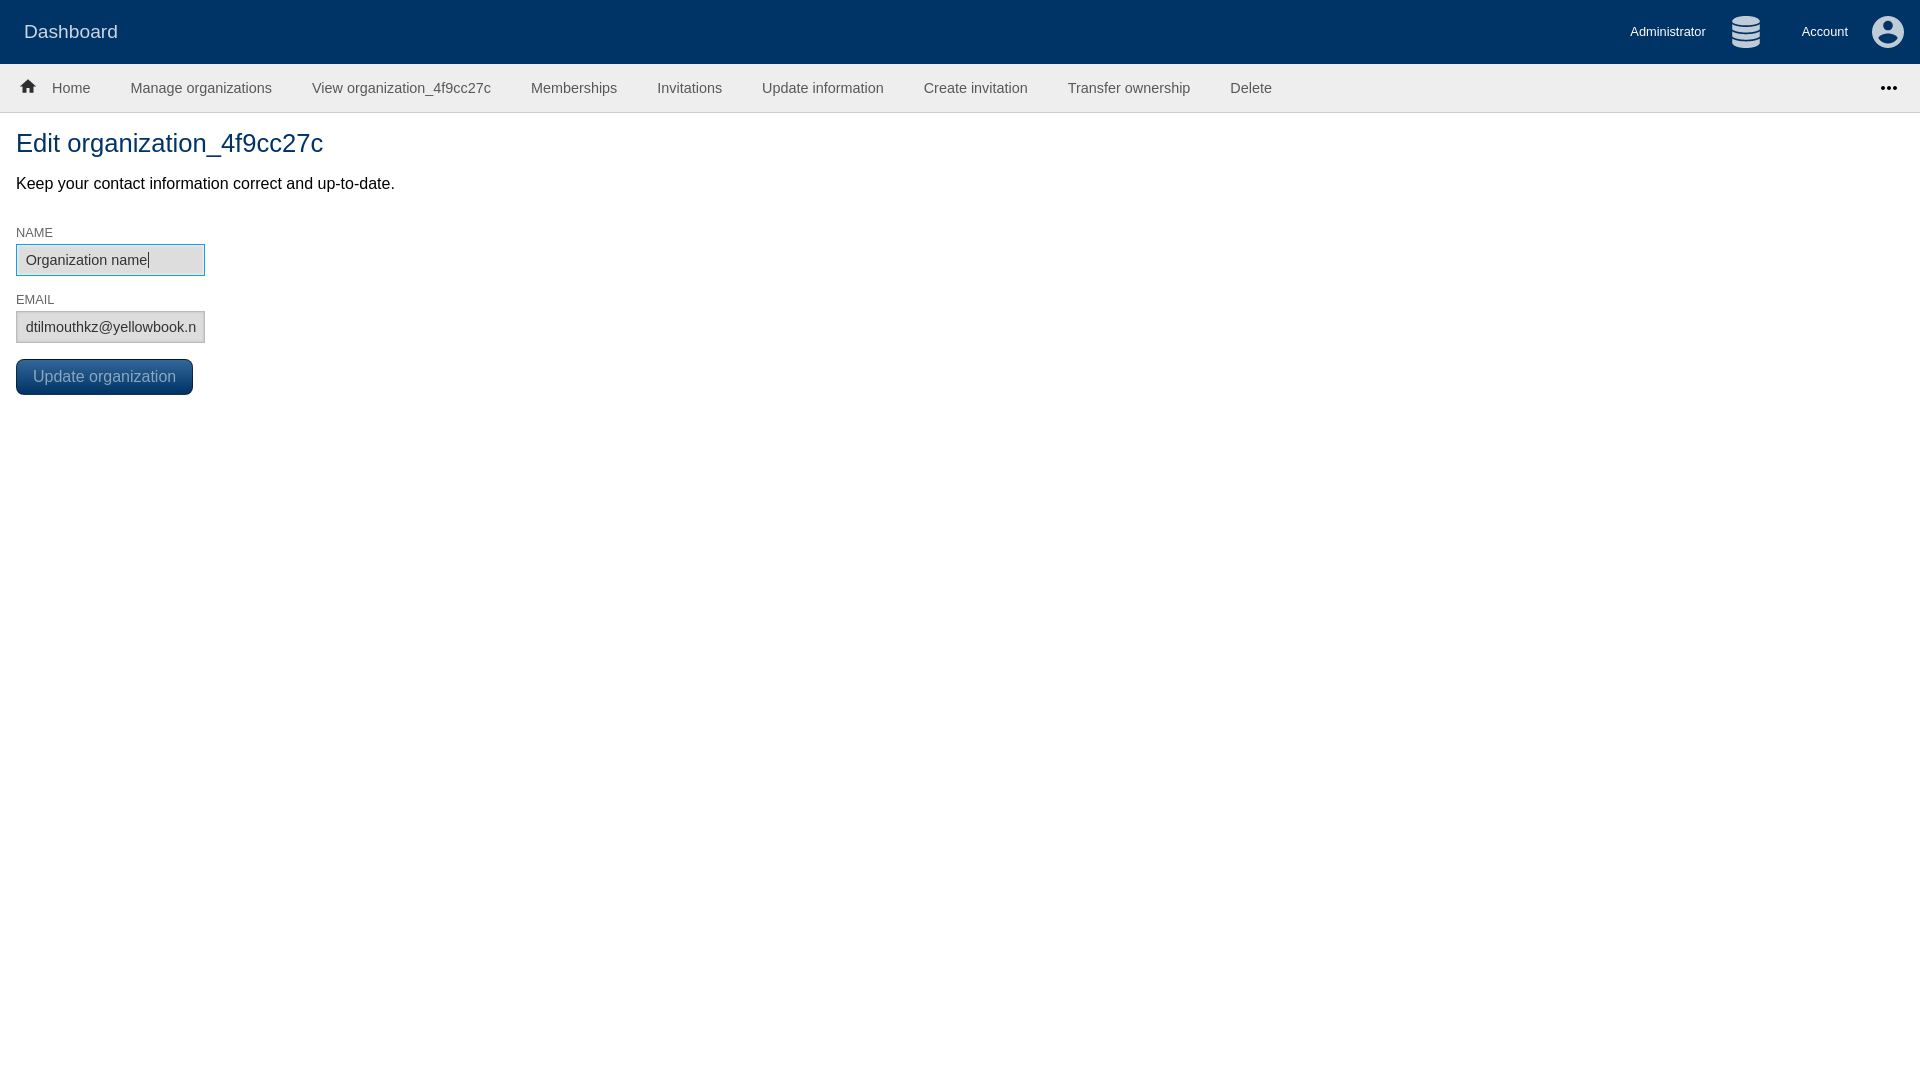 Dashboard
Administrator
Account
Home
Manage organizations
View organization_4f9cc27c
Memberships
Invitations
Update information
Create invitation
Transfer ownership
Delete
Edit organization_4f9cc27c
Keep your contact information correct and up-to-date.
NAME
Organization name
EMAIL
dtilmouthkz@yellowbook.n
Update organization